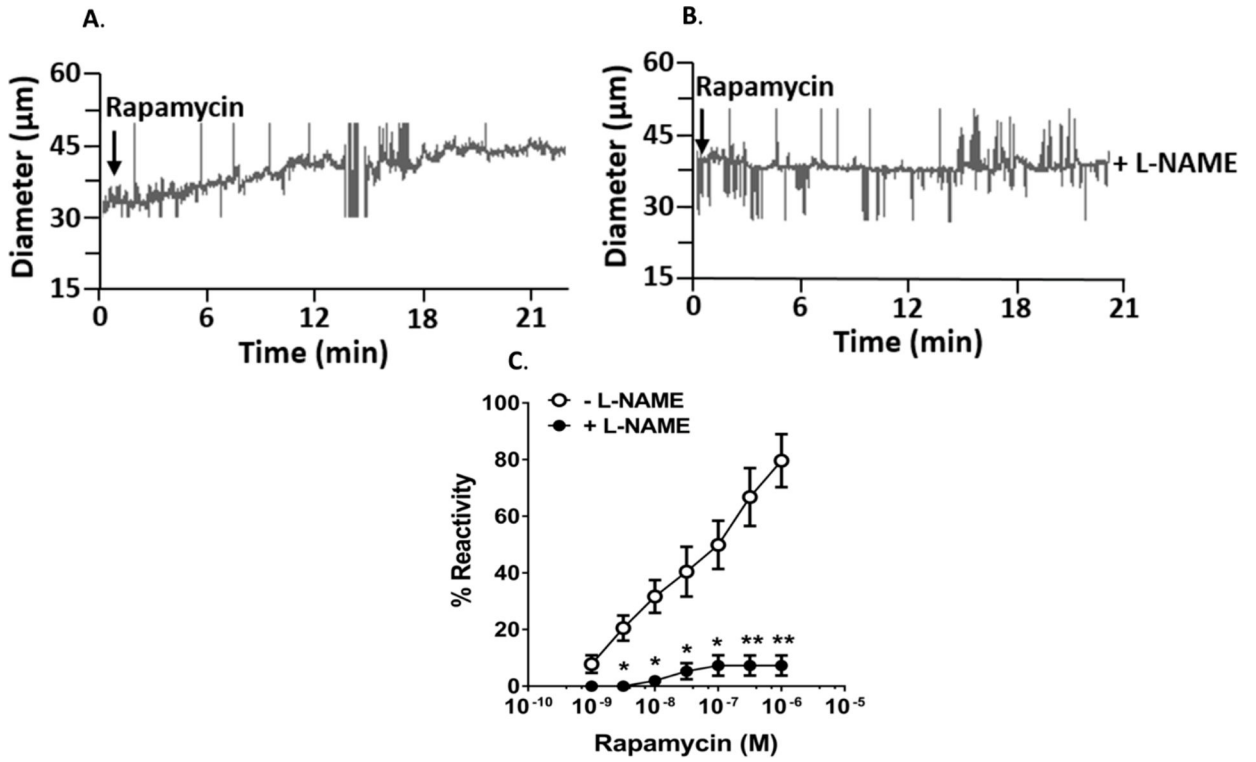 A.
60
45
30
15
Diameter (μm)
Rapamycin
0 6 12 18 21
Time (min)
B.
60
45
30
15
Diameter (μm)
Rapamycin
+ L-NAME
0 6 12 18 21
Time (min)
C.
- L-NAME
+ L-NAME
100
80
60
40
20
0
% Reactivity
* * * * ** **
10-10 10-9 10-8 10-7 10-6 10-5
Rapamycin (M)